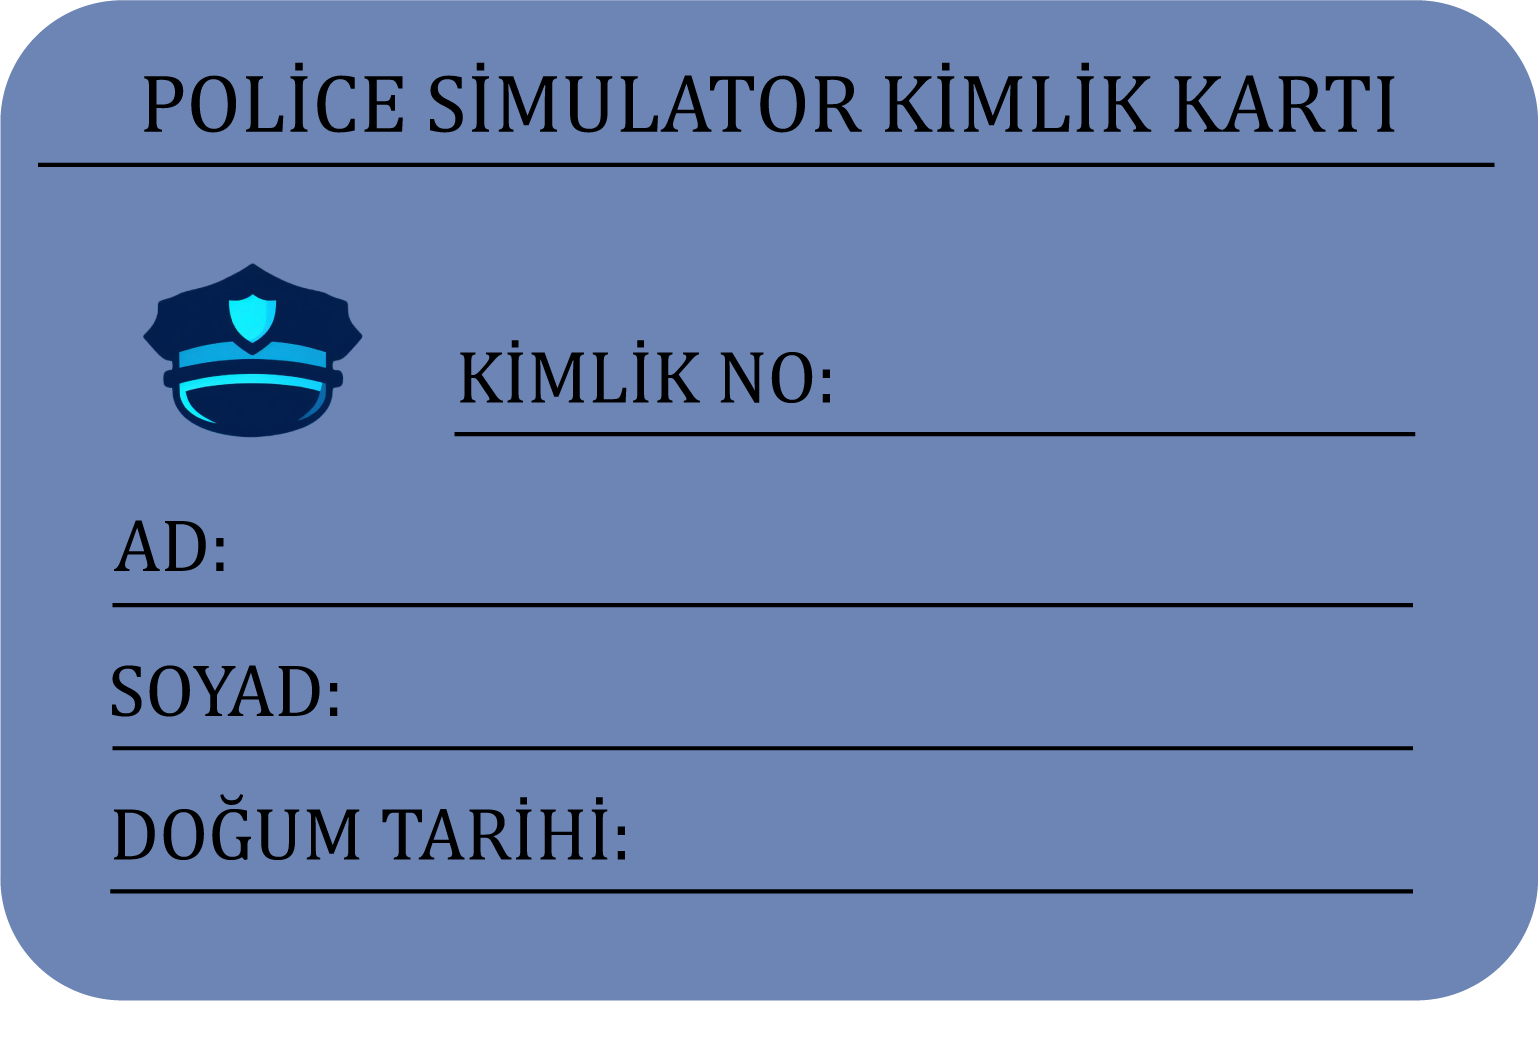 POLİCE SİMULATOR KİMLİK KARTI
KİMLİK NO:
AD:
SOYAD:
DOĞUM TARİHİ: